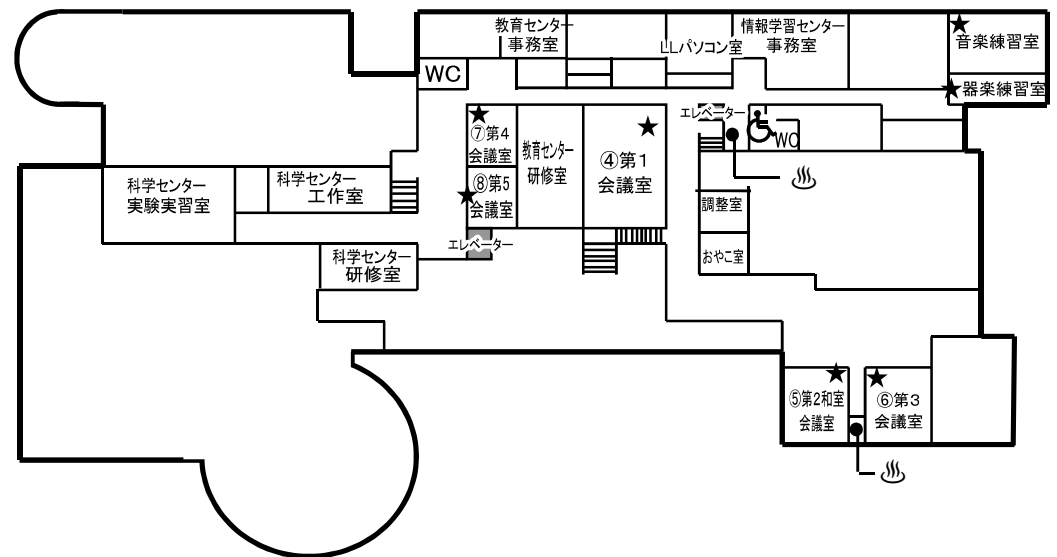 教育センター
事務室
LLパソコン室
情報学習センター
事務室
音楽練習室
器楽練習室
WC
エレベーター
WC
⑦第4
会議室
⑧第5
会議室
教育センター
研修室
④第1
会議室
科学センター
実験実習室
科学センター
工作室
調整室
おやこ室
エレベーター
科学センター
研修室
⑤第2和室
会議室
⑥第3
会議室